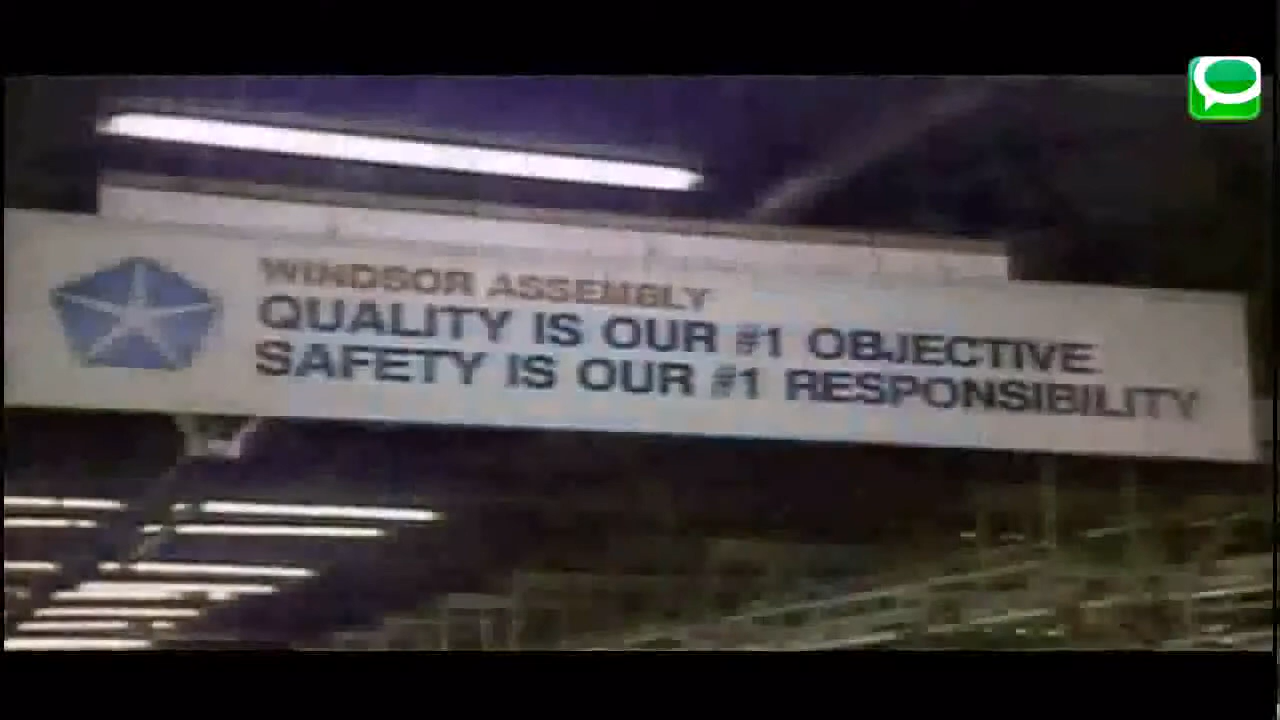 WINDSOR ASSEMBLY
QUALITY IS OUR #1 OBJECTIVE
SAFETY IS OUR #1 RESPONSIBILITY